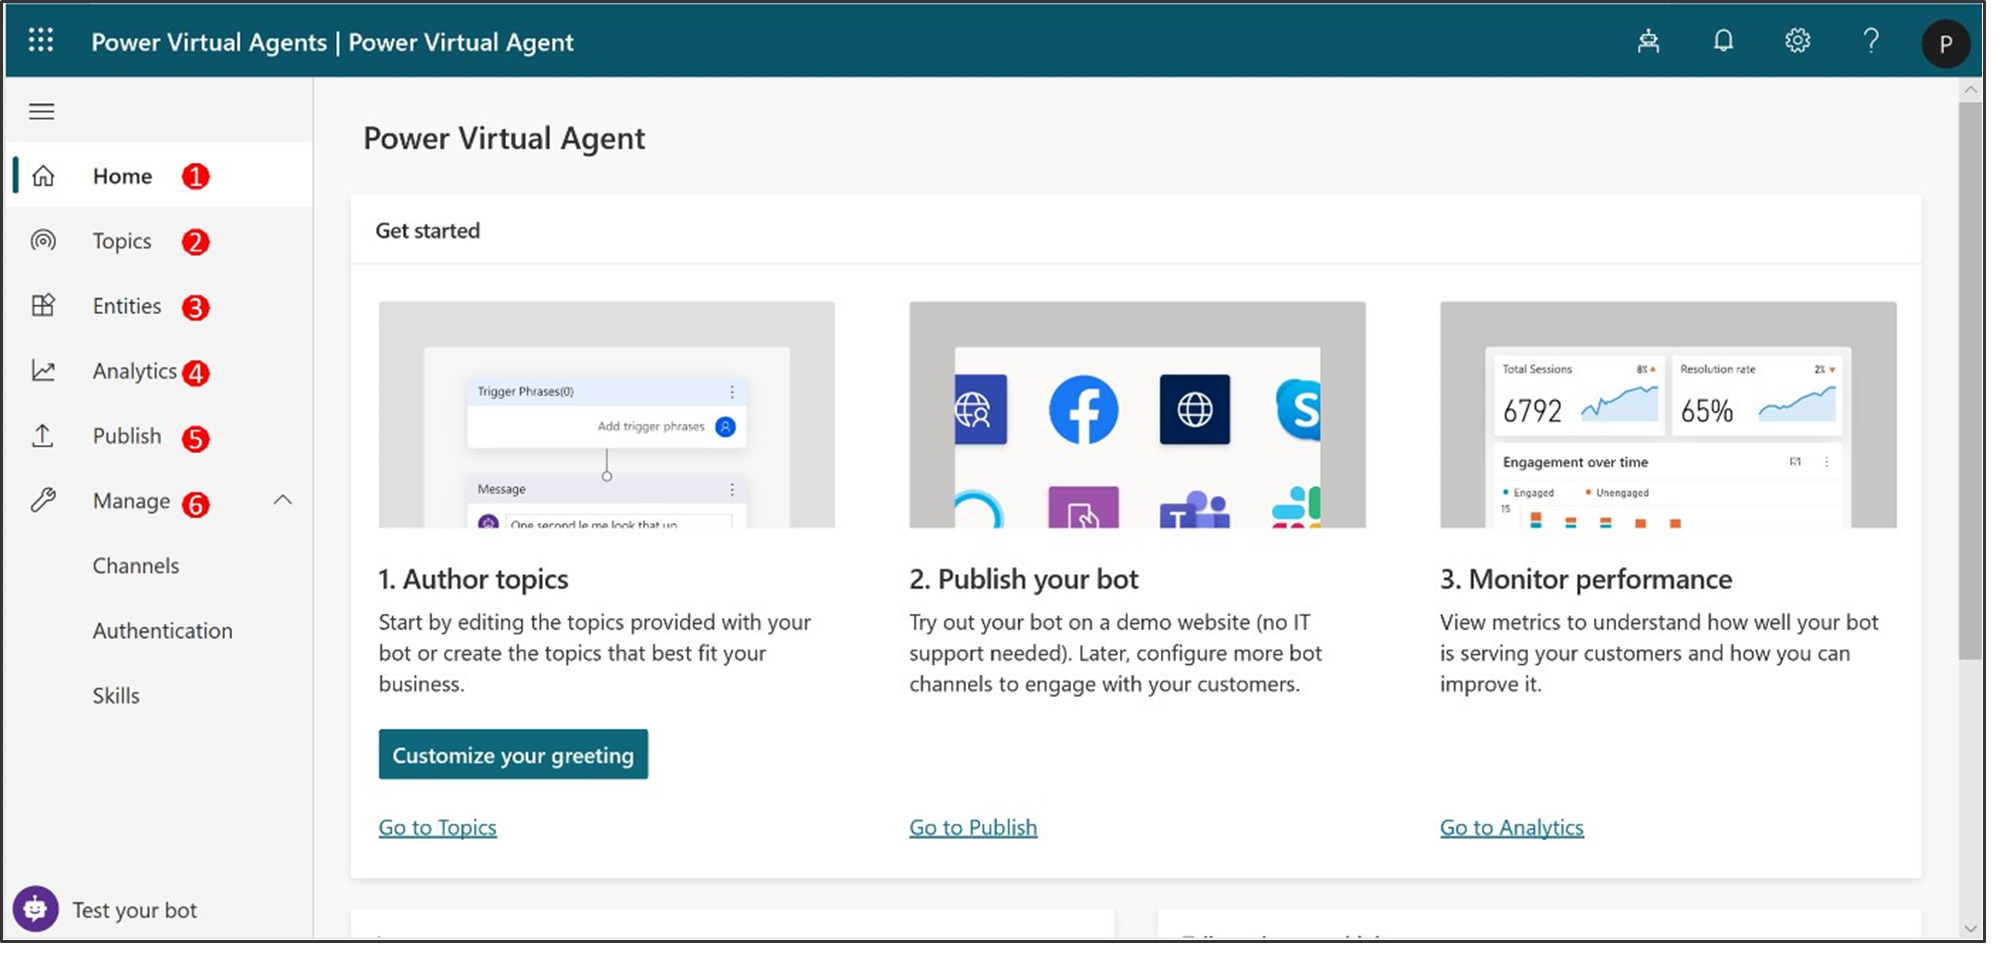 Power Virtual Agents | Power Virtual Agent
P
Home 1
Topics 2
Entities 3
Analytics 4
Publish 5
Manage 6
Channels
Authentication
Skills
Test your bot
Power Virtual Agent
Get started
Trigger Phrases(0)
Add trigger phrases
Message
One second le me look that up
1. Author topics
Start by editing the topics provided with your
bot or create the topics that best fit your
business.
Customize your greeting
Go to Topics
2. Publish your bot
Try out your bot on a demo website (no IT
support needed). Later, configure more bot
channels to engage with your customers.
Go to Publish
Total Sessions 8% ▲
6792
Resolution rate 2% ▼
65%
Engagement over time
Engaged Unengaged
15
3. Monitor performance
View metrics to understand how well your bot
is serving your customers and how you can
improve it.
Go to Analytics